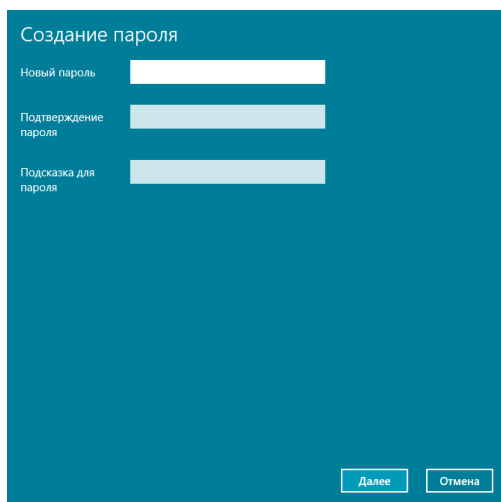 Создание пароля
Новый пароль
Подтверждение
пароля
Подсказка для
пароля
Далее
Отмена